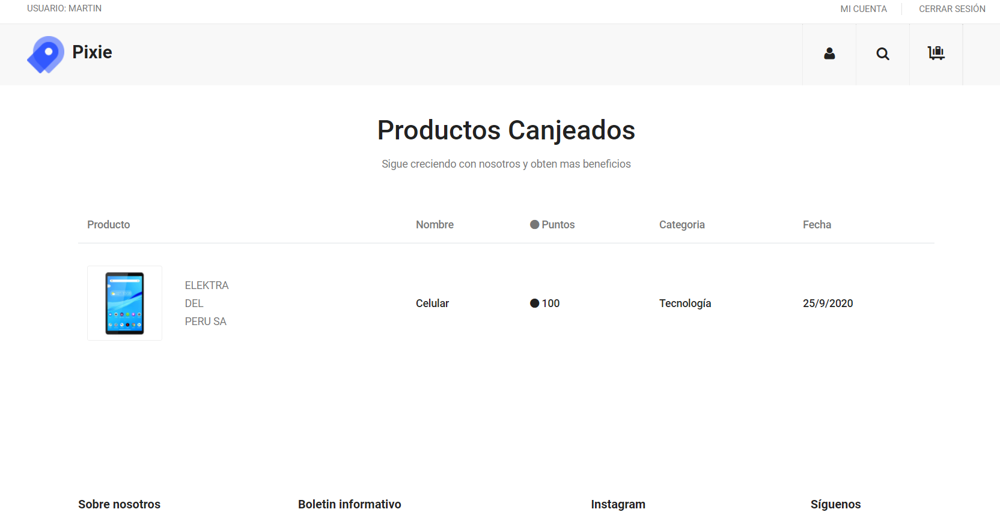 USUARIO: MARTIN
MI CUENTA
CERRAR SESIÓN
Pixie
Productos Canjeados
Sigue creciendo con nosotros y obten mas beneficios
Producto Nombre Puntos Categoria Fecha
ELEKTRA
DEL
PERU SA
Celular 100 Tecnología 25/9/2020
Sobre nosotros Boletin informativo Instagram Síguenos